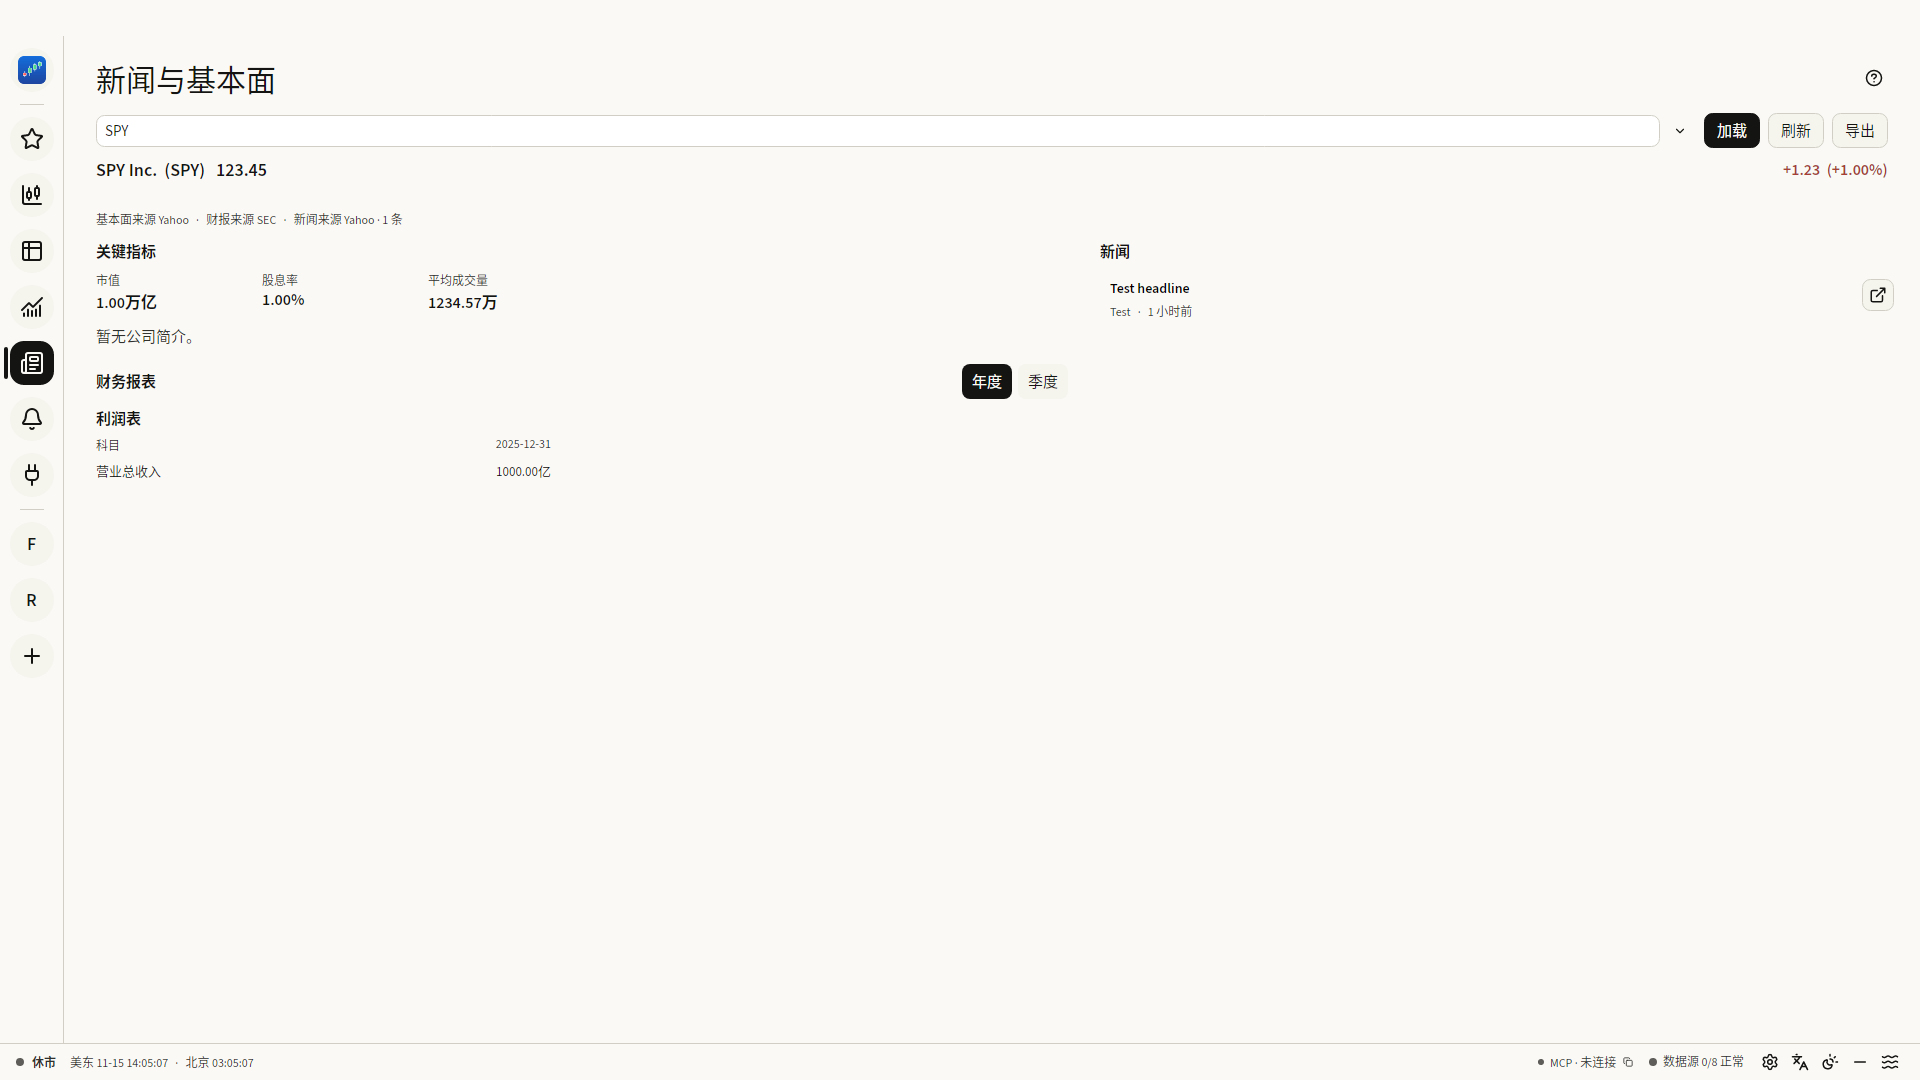 新闻与基本面
SPY
加载
刷新
导出
SPY Inc. (SPY) 123.45
+1.23 (+1.00%)
基本面来源 Yahoo · 财报来源 SEC · 新闻来源 Yahoo · 1 条
关键指标
市值
1.00万亿
股息率
1.00%
平均成交量
1234.57万
暂无公司简介。
财务报表
年度
季度
利润表
科目 2025-12-31
营业总收入 1000.00亿
新闻
Test headline
Test · 1 小时前
F
R
休市 美东 11-15 14:05:07 · 北京 03:05:07
MCP · 未连接
数据源 0/8 正常